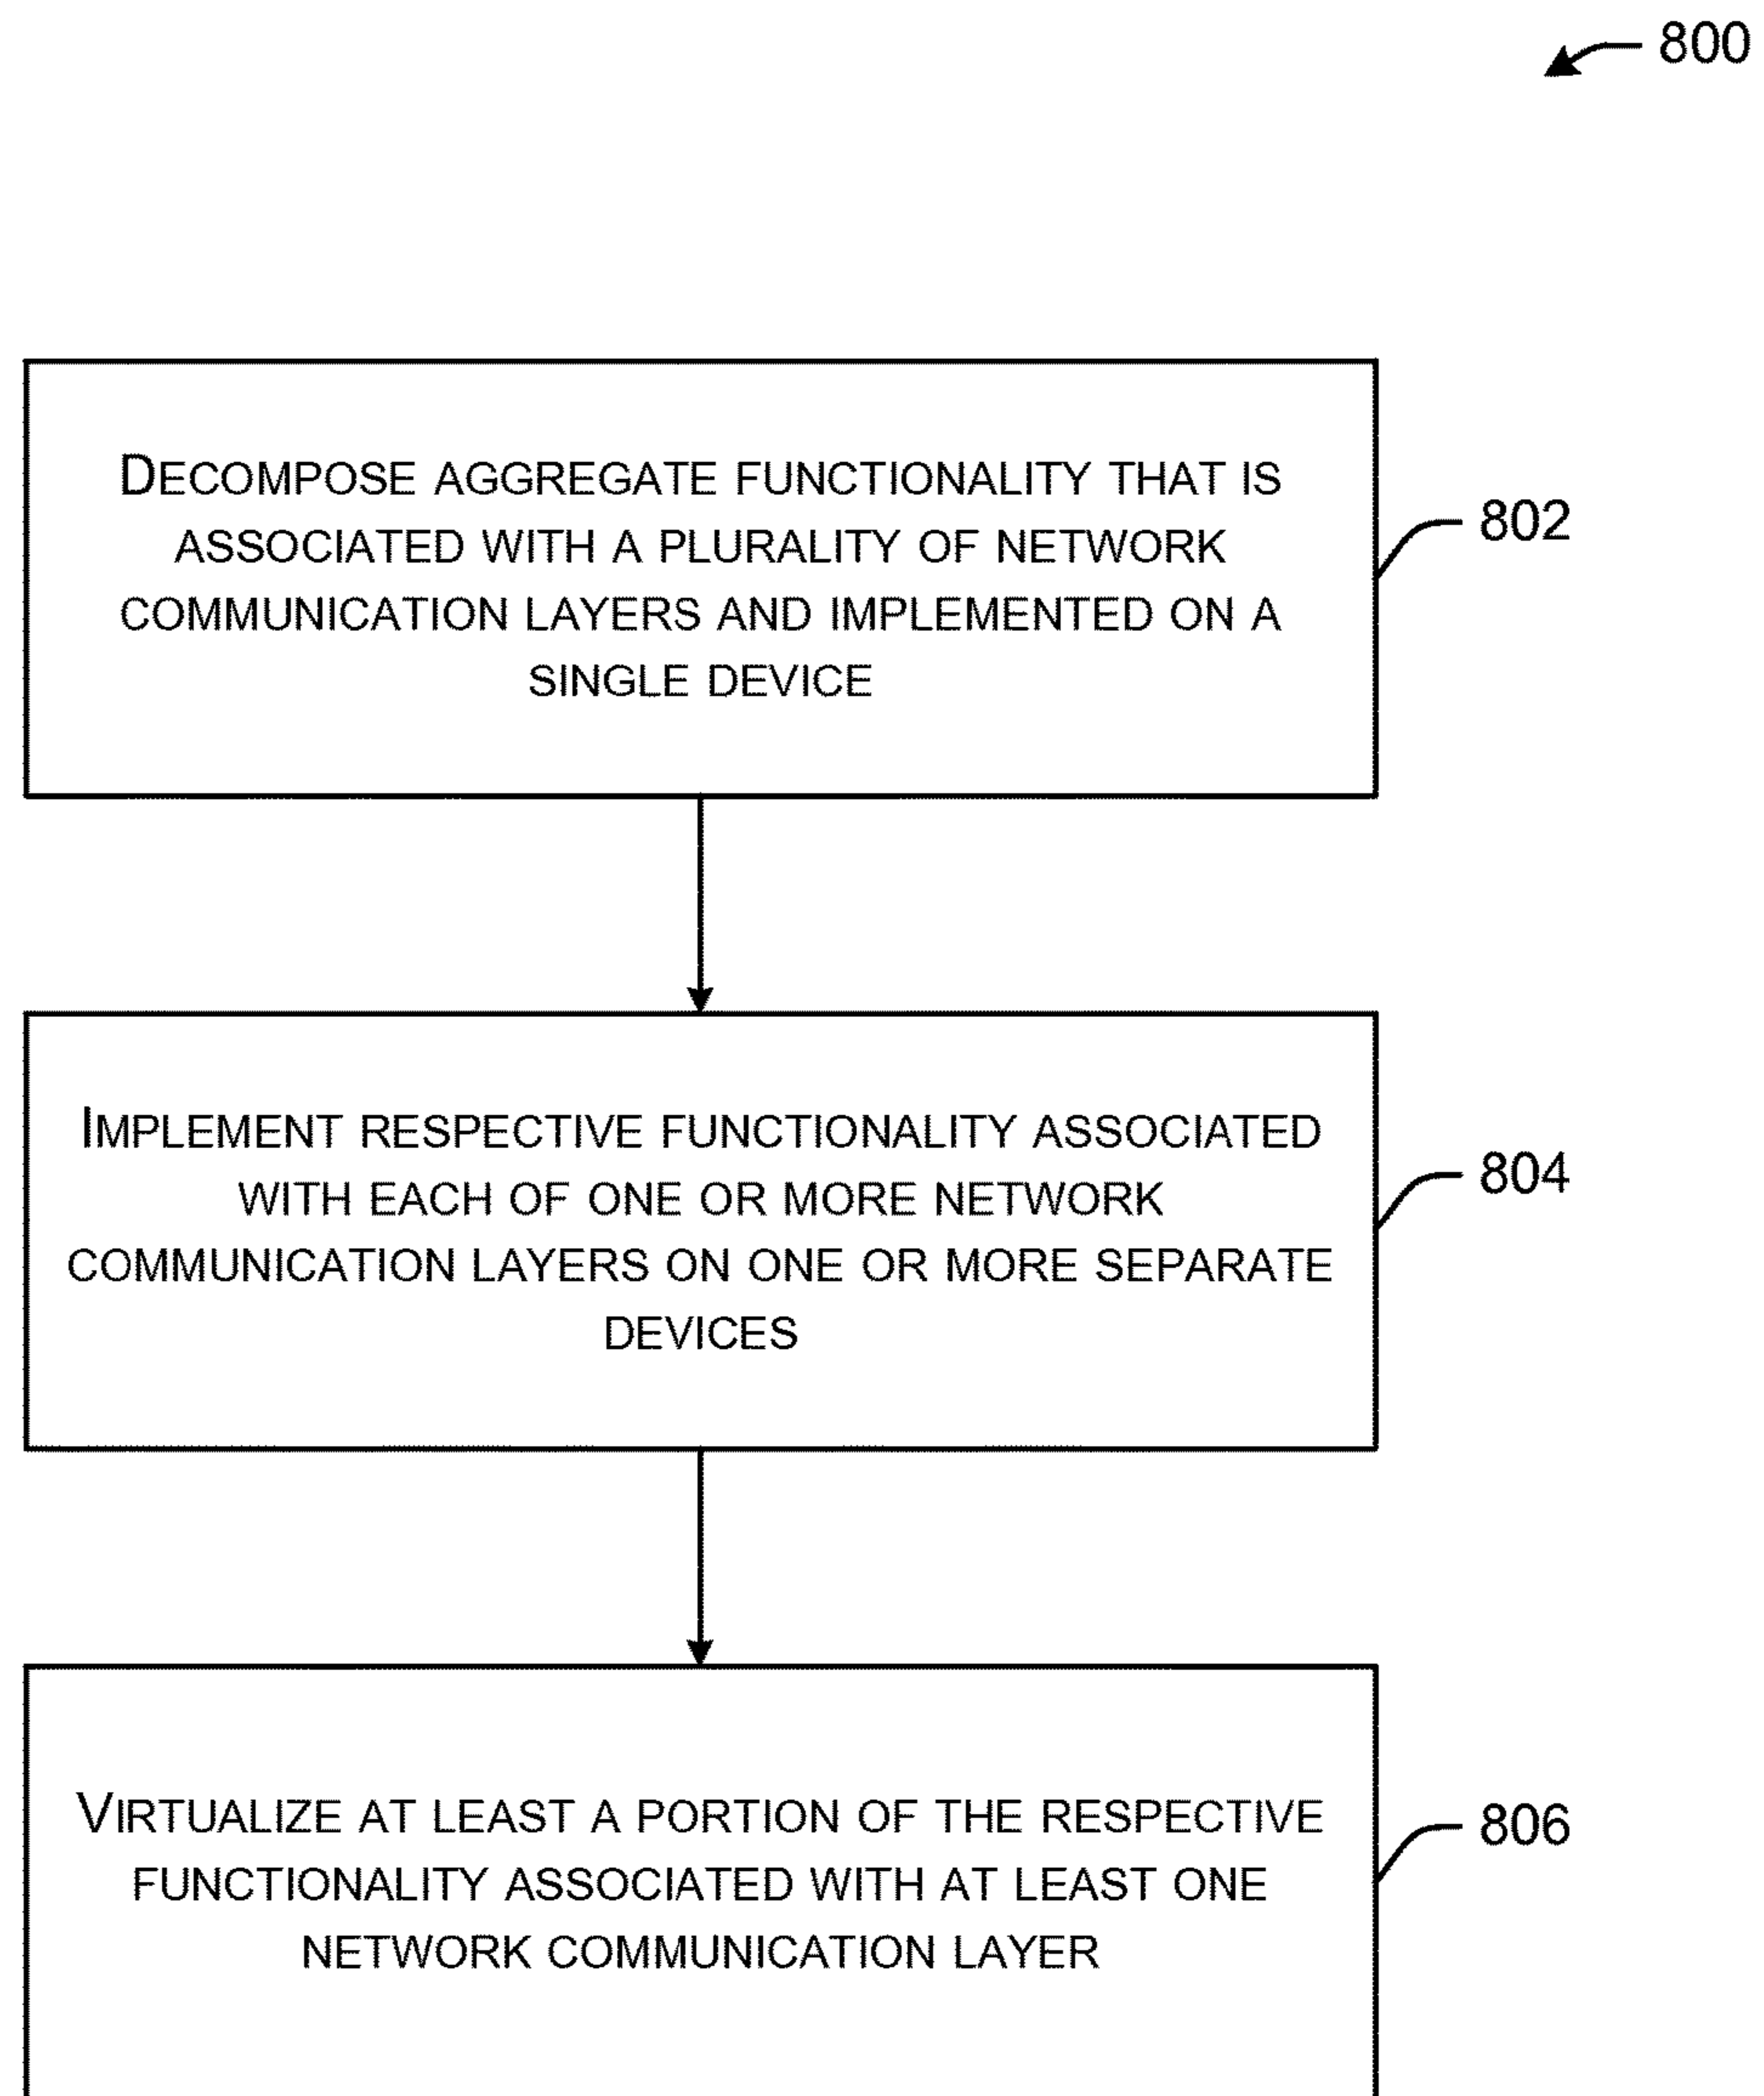 800
DECOMPOSE AGGREGATE FUNCTIONALITY THAT IS
ASSOCIATED WITH A PLURALITY OF NETWORK
COMMUNICATION LAYERS AND IMPLEMENTED ON A
SINGLE DEVICE
802
IMPLEMENT RESPECTIVE FUNCTIONALITY ASSOCIATED
WITH EACH OF ONE OR MORE NETWORK
COMMUNICATION LAYERS ON ONE OR MORE SEPARATE
DEVICES
804
VIRTUALIZE AT LEAST A PORTION OF THE RESPECTIVE
FUNCTIONALITY ASSOCIATED WITH AT LEAST ONE
NETWORK COMMUNICATION LAYER
806